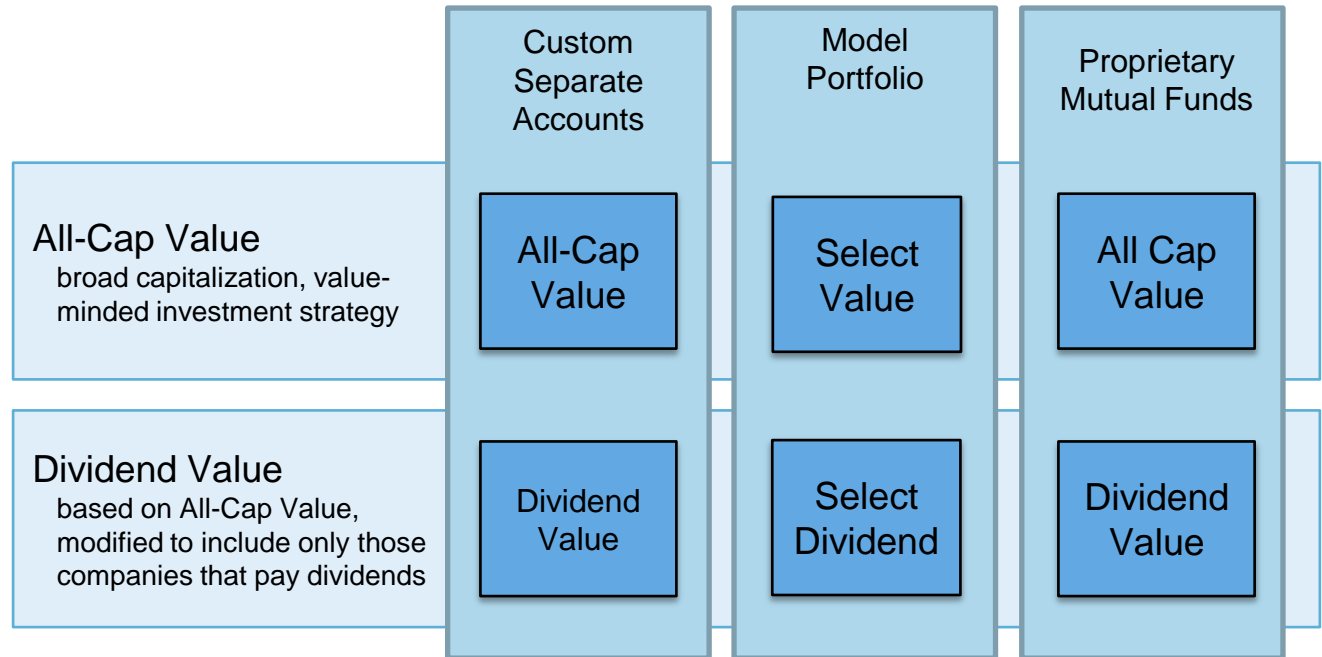 Custom
Separate
Accounts
Model
Portfolio
Proprietary
Mutual Funds
All-Cap Value
broad capitalization, value-
minded investment strategy
All-Cap
Value
Select
Value
All Cap
Value
Dividend Value
based on All-Cap Value,
modified to include only those
companies that pay dividends
Dividend
Value
Select
Dividend
Dividend
Value